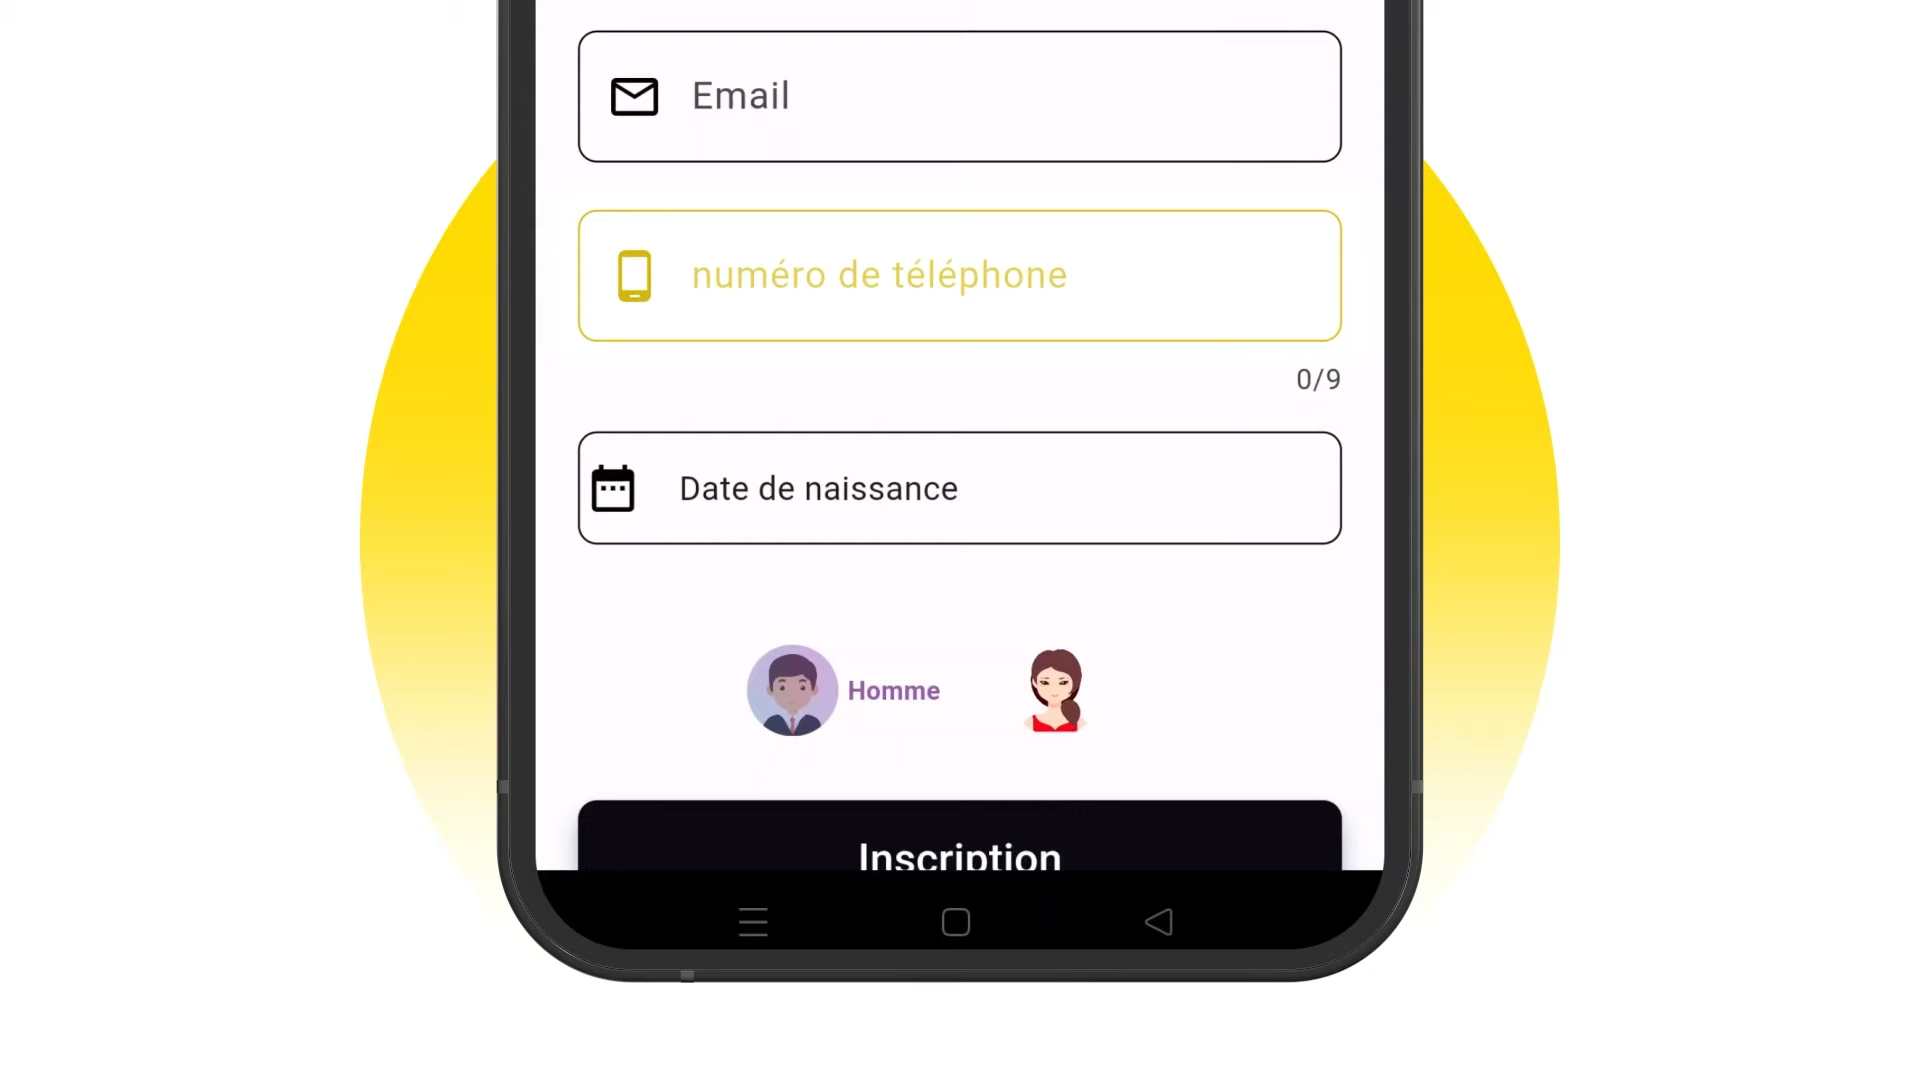 Email
numéro de téléphone
0/9
Date de naissance
Homme
Inscription